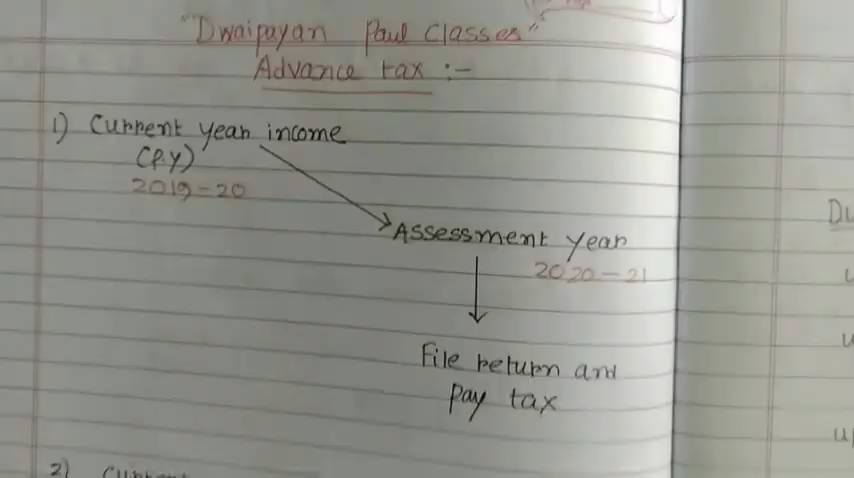 "Dwaipayan Paul Classes"
Advance tax :-
1) Current year income
(P.Y)
2019-20
Assessment year
2020-21
File return and
pay tax
2)